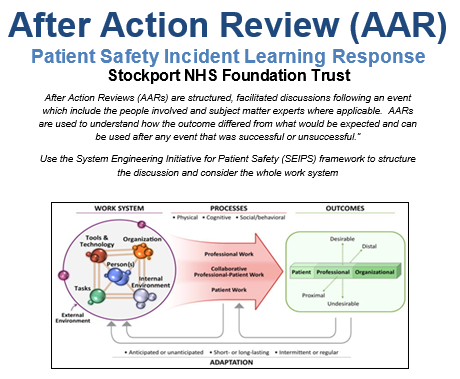 After Action Review (AAR)
Patient Safety Incident Learning Response
Stockport NHS Foundation Trust
After Action Reviews (AARs) are structured, facilitated discussions following an event
which include the people involved and subject matter experts where applicable. AARs
are used to understand how the outcome differed from what would be expected and can
be used after any event that was successful or unsuccessful.”
Use the System Engineering Initiative for Patient Safety (SEIPS) framework to structure
the discussion and consider the whole work system
WORK SYSTEM
PROCESSES
OUTCOMES
• Physical • Cognitive • Social/behavioral
Tools &
Technology
Organization
Person(s)
Internal
Environment
Tasks
External
Environment
Professional Work
Collaborative
Professional-Patient Work
Patient Work
Desirable
Distal
Patient
Professional
Organizational
Proximal
Undesirable
• Anticipated or unanticipated • Short- or long-lasting • Intermittent or regular
ADAPTATION